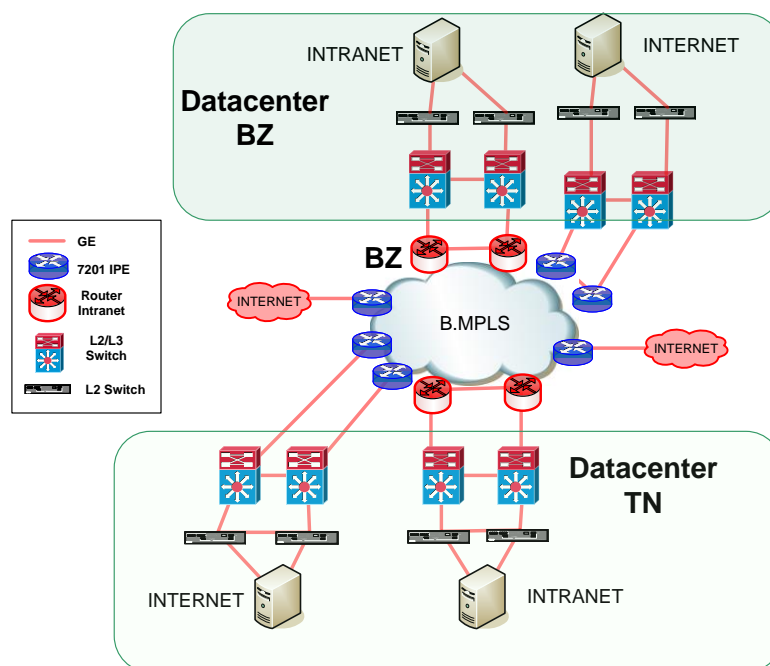 INTRANET
INTERNET
Datacenter
BZ
GE
7201 IPE
Router
Intranet
L2/L3
Switch
L2 Switch
BZ
INTERNET
B.MPLS
INTERNET
Datacenter
TN
INTERNET
INTRANET